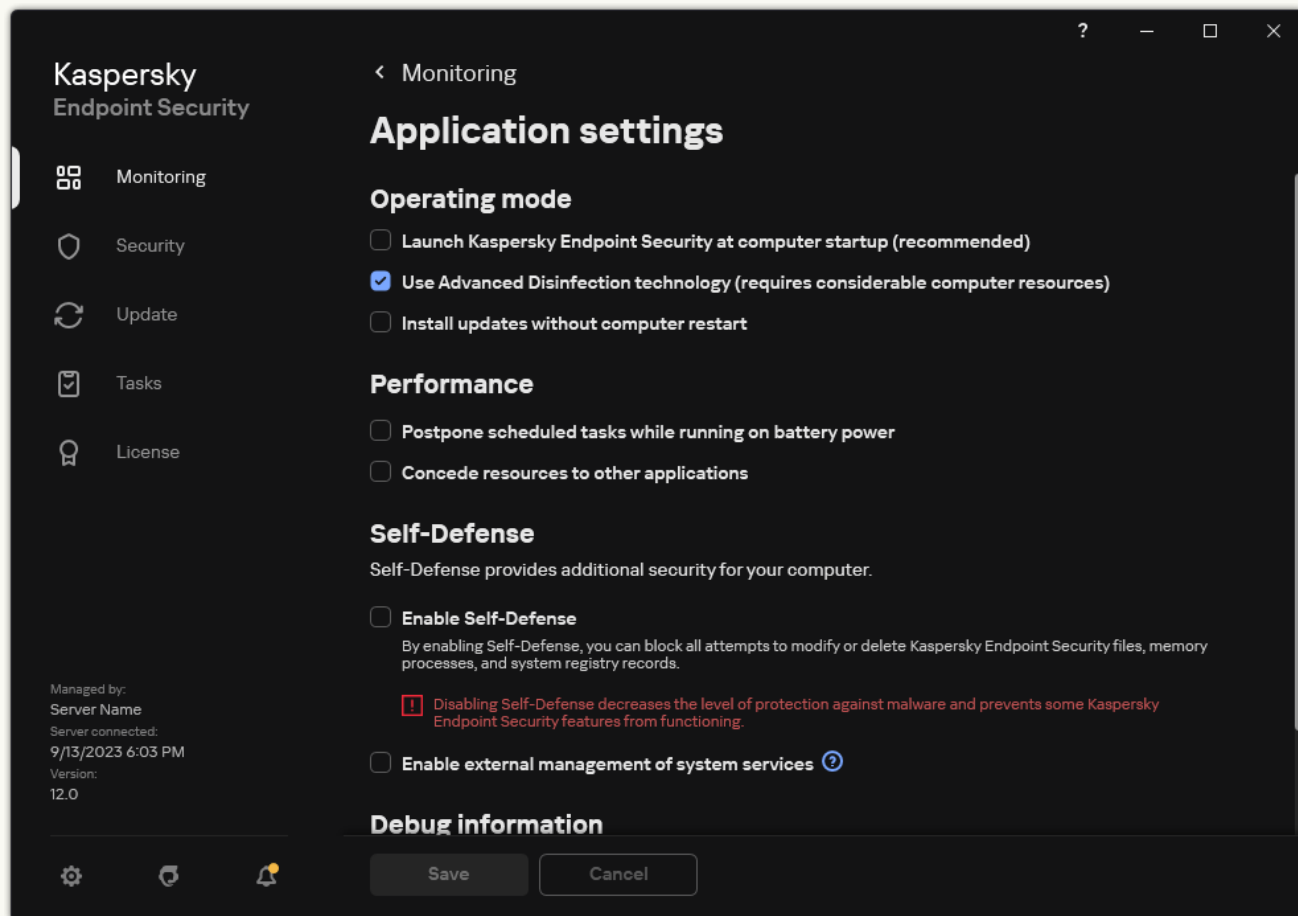 ?
Kaspersky
Endpoint Security
Monitoring
Security
Update
Tasks
License
Managed by:
Server Name
Server connected:
9/13/2023 6:03 PM
Version:
12.0
Monitoring
Application settings
Operating mode
Launch Kaspersky Endpoint Security at computer startup (recommended)
Use Advanced Disinfection technology (requires considerable computer resources)
Install updates without computer restart
Performance
Postpone scheduled tasks while running on battery power
Concede resources to other applications
Self-Defense
Self-Defense provides additional security for your computer.
Enable Self-Defense
By enabling Self-Defense, you can block all attempts to modify or delete Kaspersky Endpoint Security files, memory
processes, and system registry records.
! Disabling Self-Defense decreases the level of protection against malware and prevents some Kaspersky
Endpoint Security features from functioning.
Enable external management of system services ?
Debug information
Save
Cancel